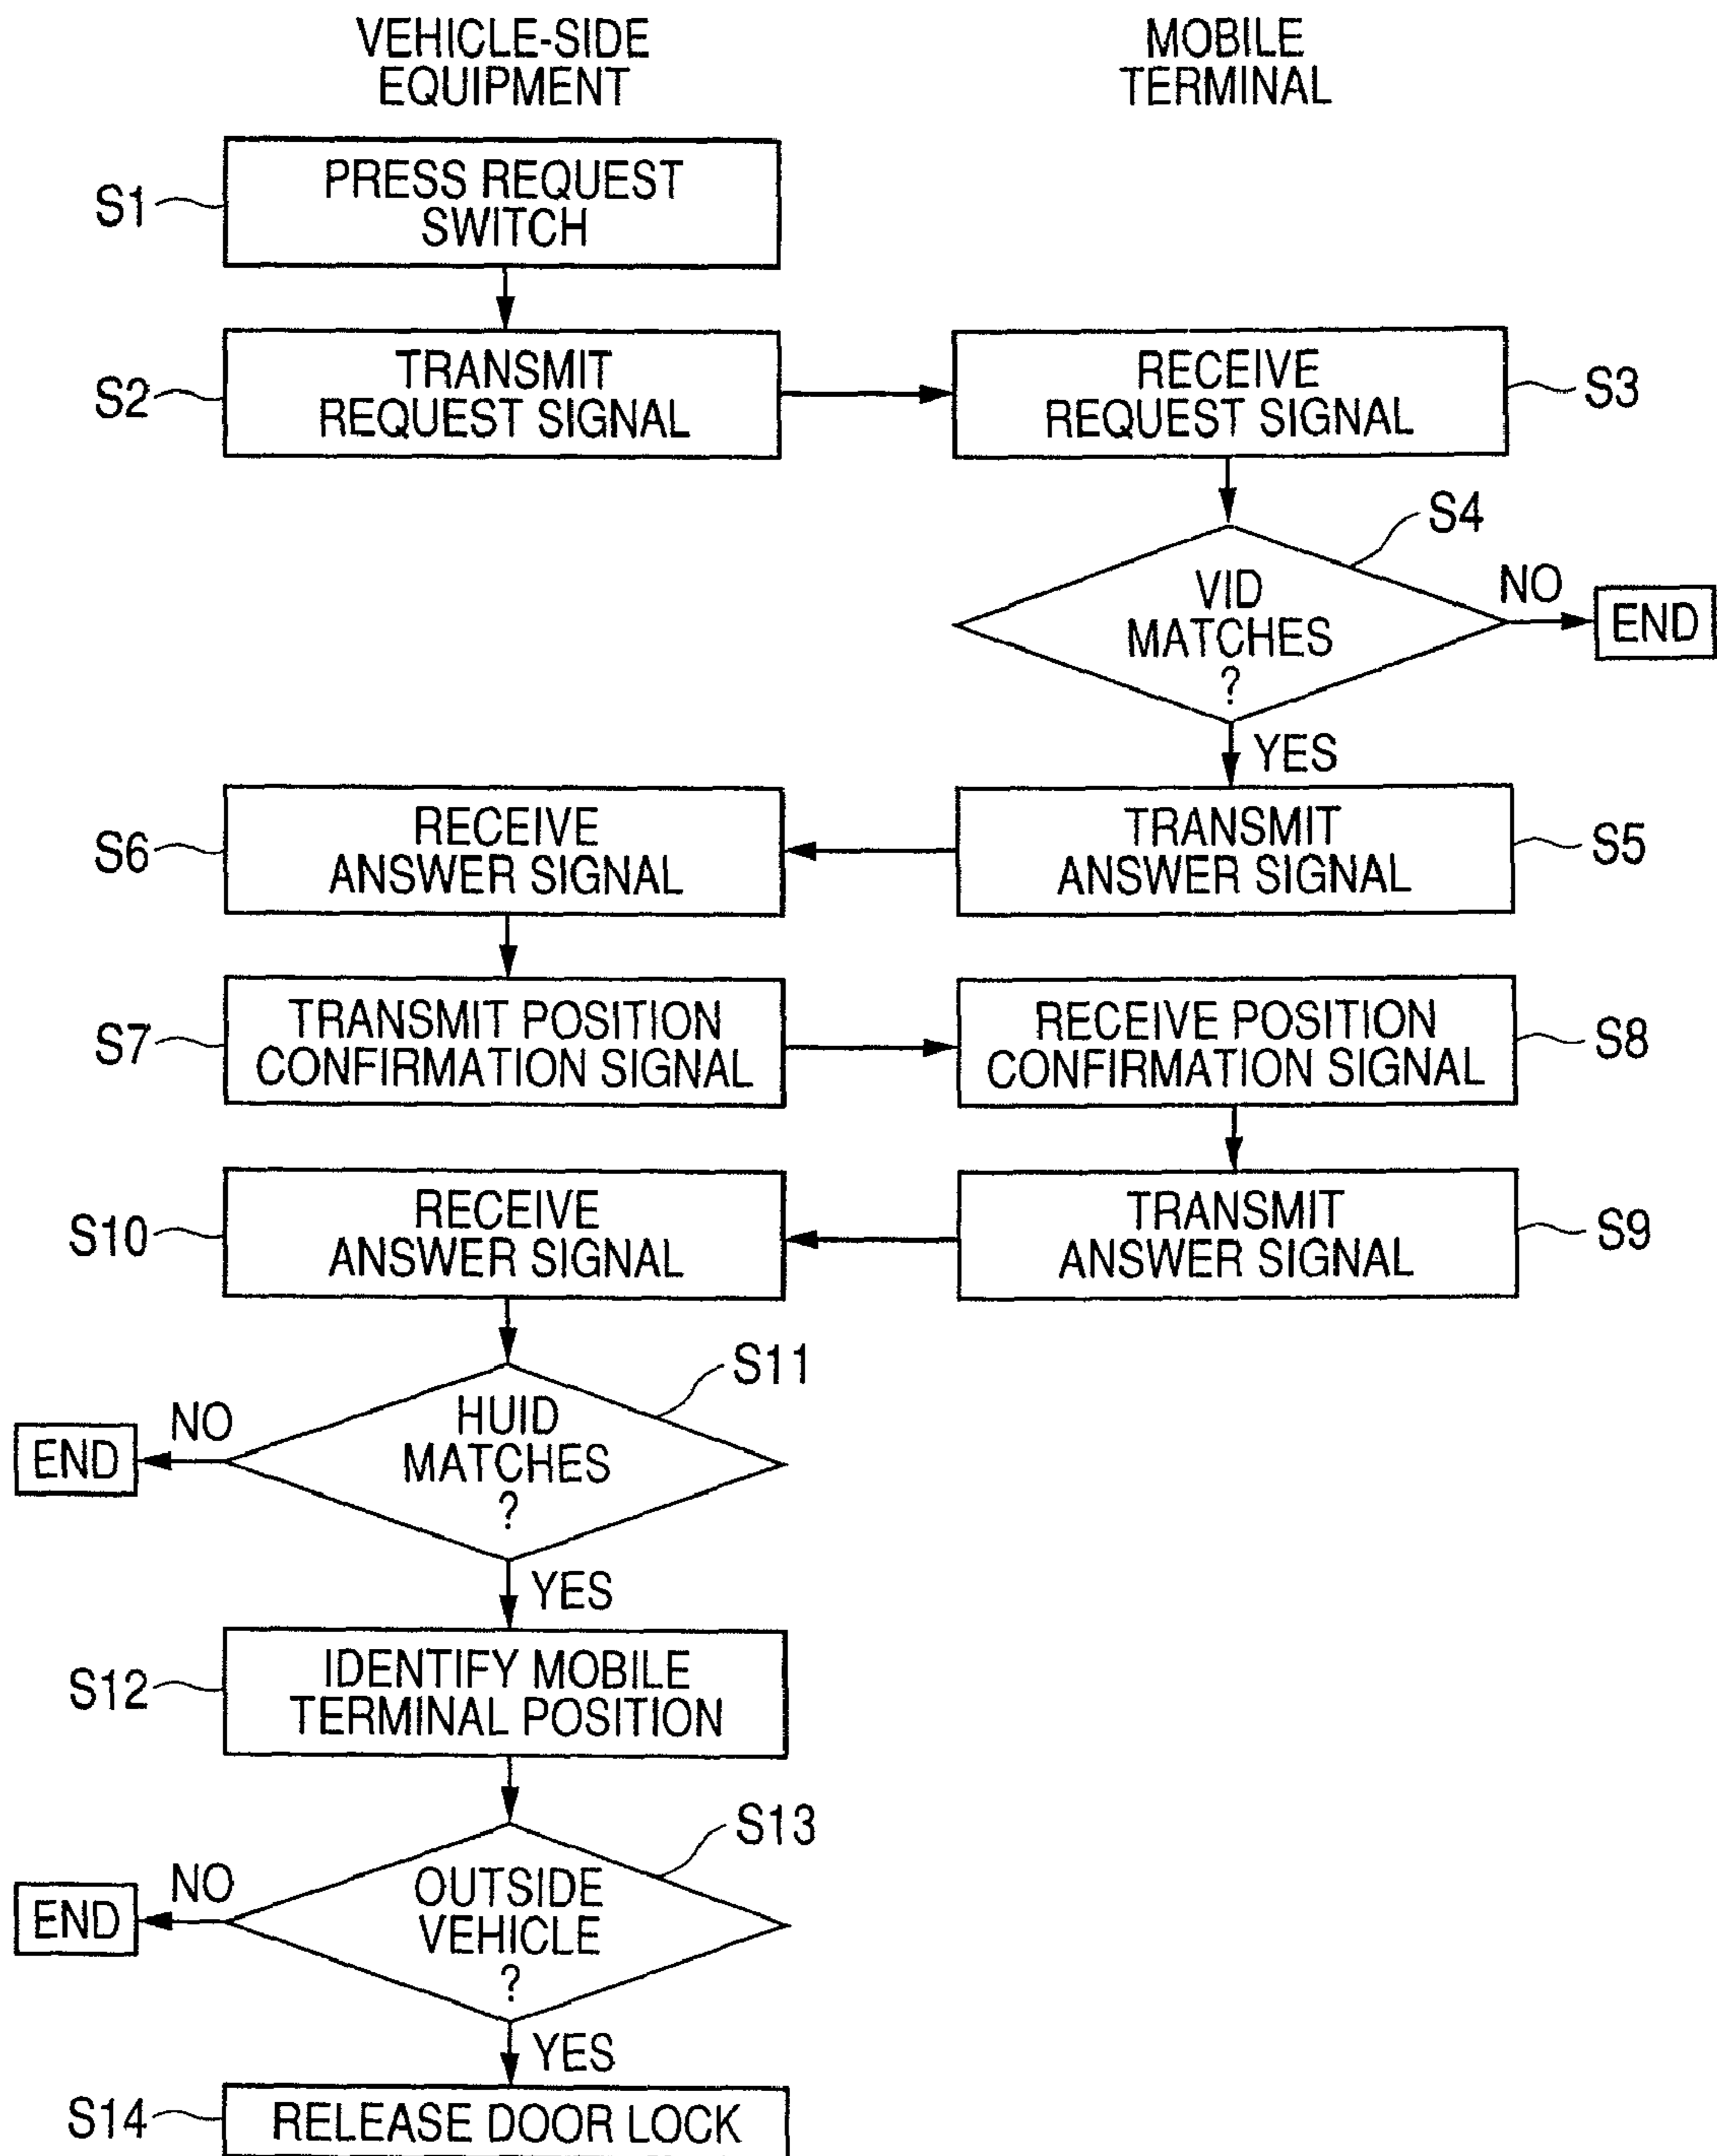 VEHICLE-SIDE
EQUIPMENT
MOBILE
TERMINAL
S1
PRESS REQUEST
SWITCH
S2
TRANSMIT
REQUEST SIGNAL
RECEIVE
REQUEST SIGNAL
S3
S4
VID
MATCHES
?
NO
END
YES
S6
RECEIVE
ANSWER SIGNAL
TRANSMIT
ANSWER SIGNAL
S5
S7
TRANSMIT POSITION
CONFIRMATION SIGNAL
RECEIVE POSITION
CONFIRMATION SIGNAL
S8
S10
RECEIVE
ANSWER SIGNAL
TRANSMIT
ANSWER SIGNAL
S9
S11
HUID
MATCHES
?
NO
END
YES
S12
IDENTIFY MOBILE
TERMINAL POSITION
S13
OUTSIDE
VEHICLE
?
NO
END
YES
S14
RELEASE DOOR LOCK